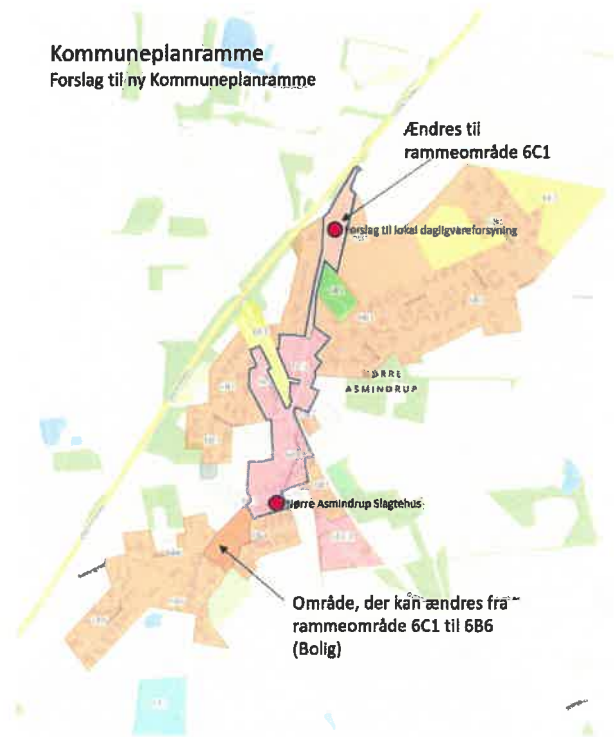 Kommuneplanramme
Forslag til ny Kommuneplanramme
Ændres til
rammeområde 6C1
Forslag til lokal dagligvareforsyning
NØRRE
ASMINDRUP
Nørre Asmindrup Slagtehus
Område, der kan ændres fra
rammeområde 6C1 til 6B6
(Bolig)